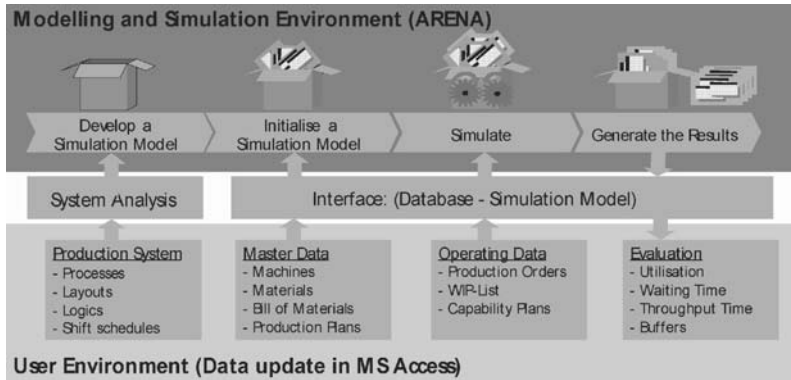 Modelling and Simulation Environment (ARENA)
Develop a
Simulation Model
Initialise a
Simulation Model
Simulate
Generate the Results
System Analysis
Interface: (Database - Simulation Model)
Production System
- Processes
- Layouts
- Logics
- Shift schedules
Master Data
- Machines
- Materials
- Bill of Materials
- Production Plans
Operating Data
- Production Orders
- WIP-List
- Capability Plans
Evaluation
- Utilisation
- Waiting Time
- Throughput Time
- Buffers
User Environment (Data update in MS Access)